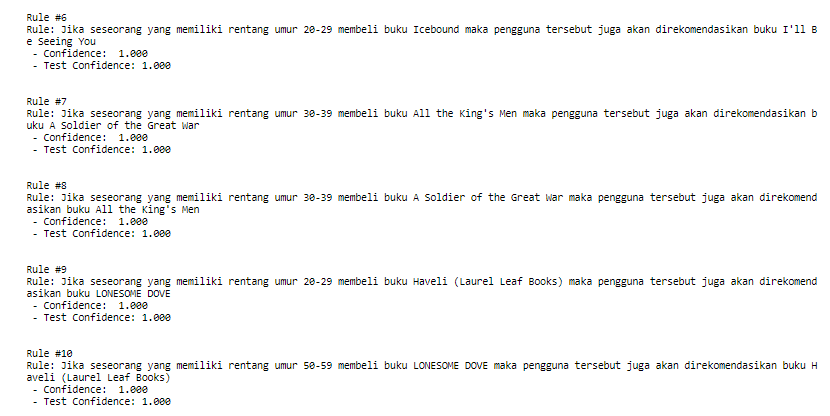 Rule #6
Rule: Jika seseorang yang memiliki rentang umur 20-29 membeli buku Icebound maka pengguna tersebut juga akan direkomendasikan buku I'll B
e Seeing You
 - Confidence:  1.000
 - Test Confidence: 1.000
Rule #7
Rule: Jika seseorang yang memiliki rentang umur 30-39 membeli buku All the King's Men maka pengguna tersebut juga akan direkomendasikan b
uku A Soldier of the Great War
 - Confidence:  1.000
 - Test Confidence: 1.000
Rule #8
Rule: Jika seseorang yang memiliki rentang umur 30-39 membeli buku A Soldier of the Great War maka pengguna tersebut juga akan direkomend
asikan buku All the King's Men
 - Confidence:  1.000
 - Test Confidence: 1.000
Rule #9
Rule: Jika seseorang yang memiliki rentang umur 20-29 membeli buku Haveli (Laurel Leaf Books) maka pengguna tersebut juga akan direkomend
asikan buku LONESOME DOVE
 - Confidence:  1.000
 - Test Confidence: 1.000
Rule #10
Rule: Jika seseorang yang memiliki rentang umur 50-59 membeli buku LONESOME DOVE maka pengguna tersebut juga akan direkomendasikan buku H
aveli (Laurel Leaf Books)
 - Confidence:  1.000
 - Test Confidence: 1.000